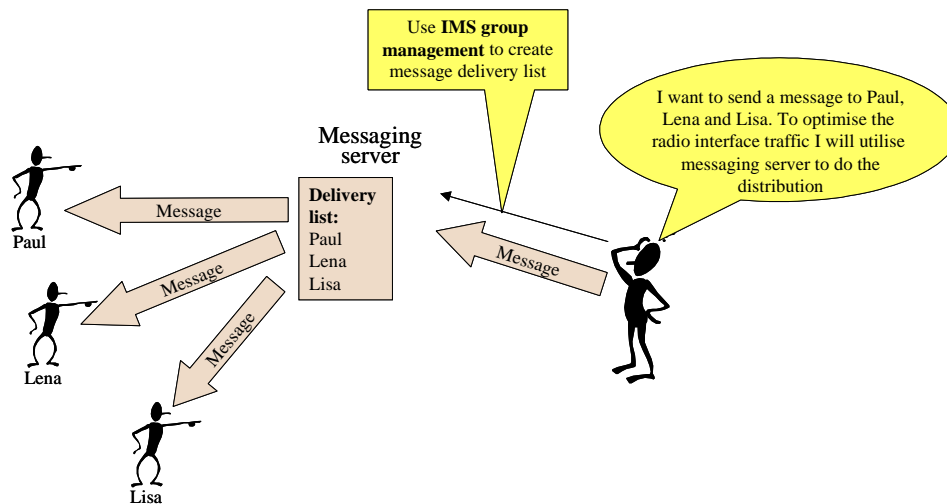 Use IMS group
management to create
message delivery list
I want to send a message to Paul,
Lena and Lisa. To optimise the
radio interface traffic I will utilise
messaging server to do the
distribution
Messaging
server
Delivery
list:
Paul
Lena
Lisa
Message
Message
Message
Message
Paul
Lena
Lisa